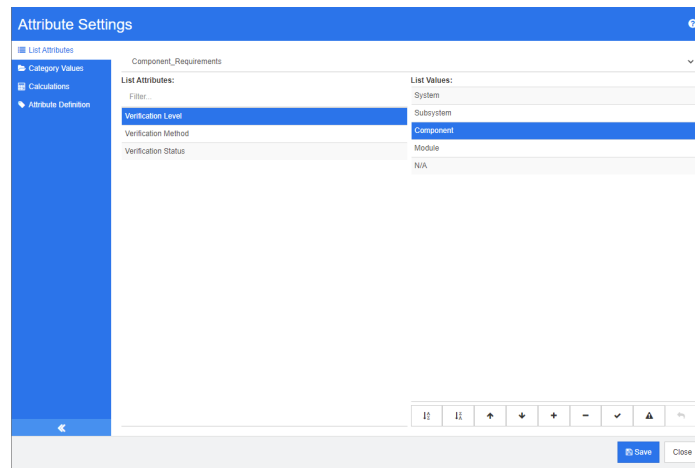 Attribute Settings
List Attributes
Category Values
Calculations
Attribute Definition
Component_Requirements
List Attributes:
Filter...
Verification Level
Verification Method
Verification Status
List Values:
System
Subsystem
Component
Module
N/A
Save
Close